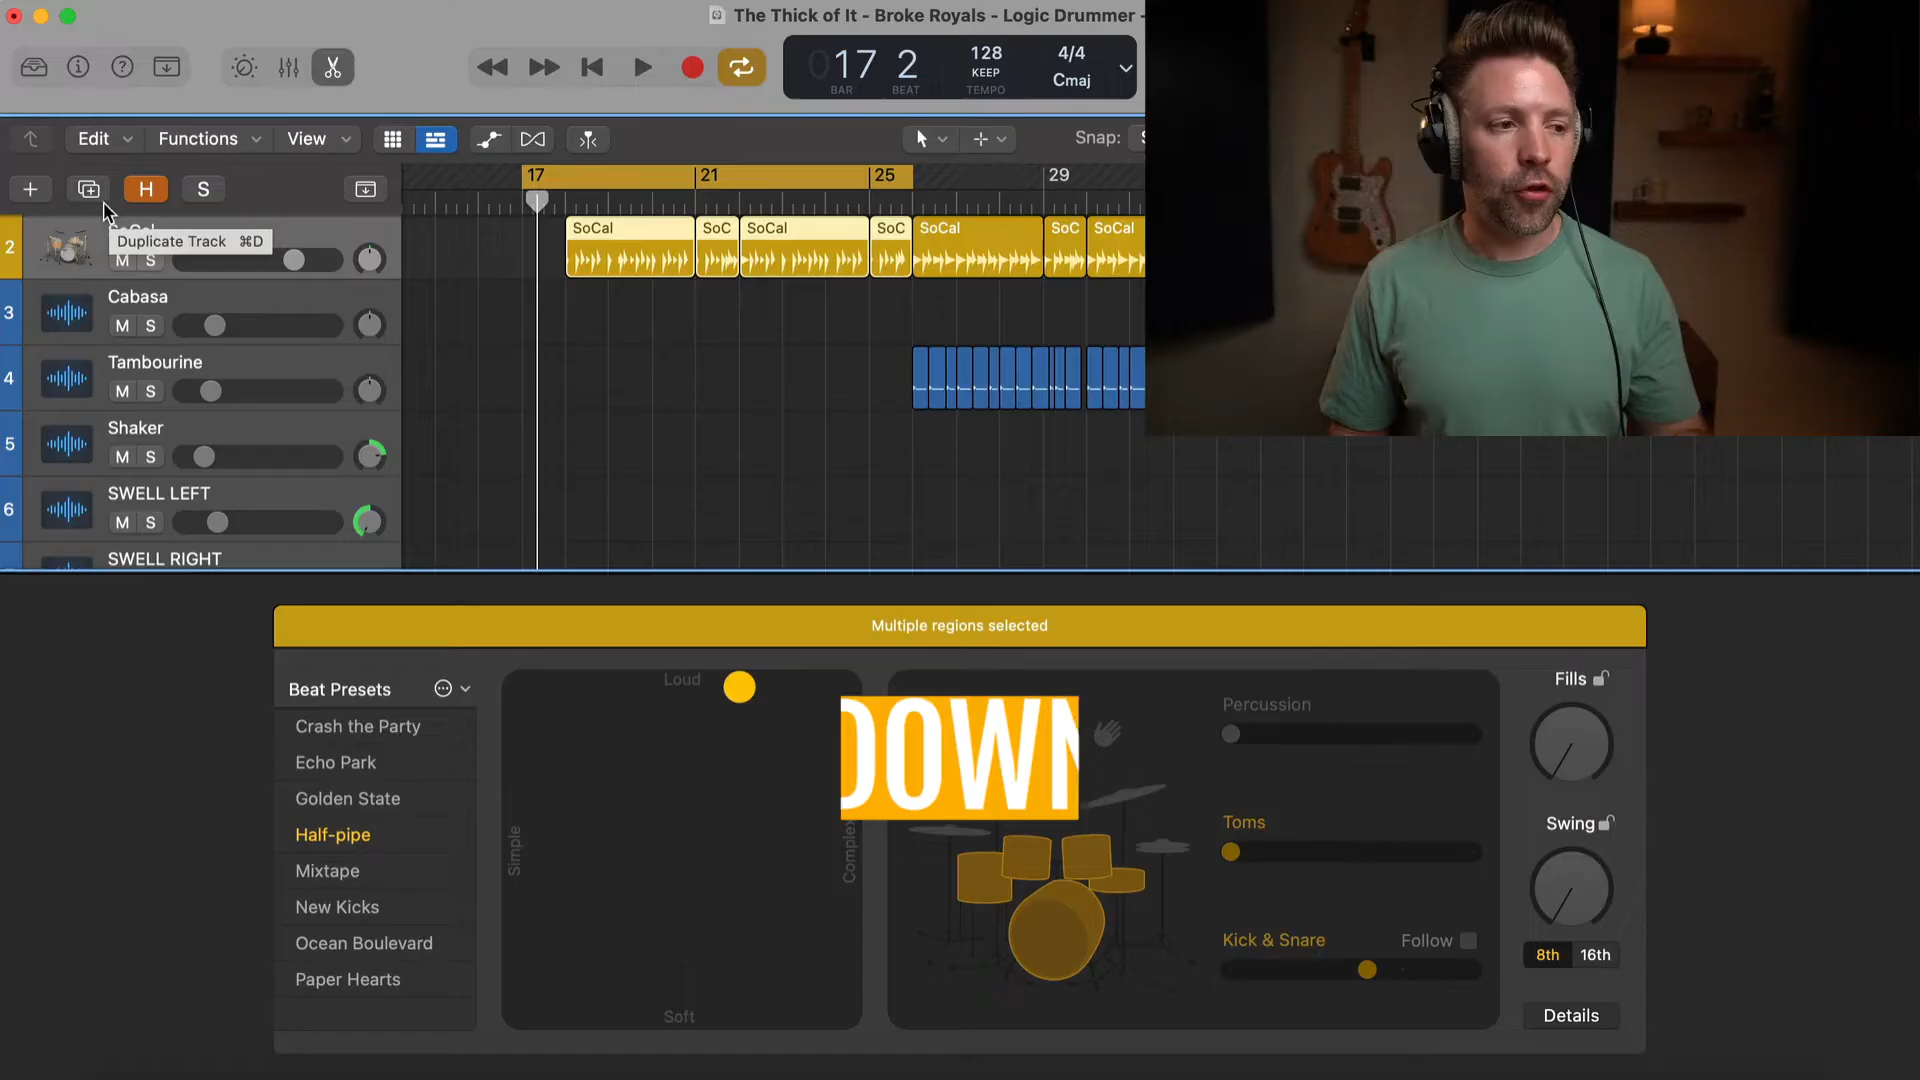 The Thick of It - Broke Royals - Logic Drummer -
17 2 128 4/4
KEEP Cmaj
BAR BEAT TEMPO
Edit Functions View Snap:
H S 17 21 25 29
2 SoCal SoC SoCal SoC SoCal SoC SoCal
Duplicate Track ⌘D
M S
3 Cabasa
M S
4 Tambourine
M S
5 Shaker
M S
6 SWELL LEFT
M S
SWELL RIGHT
Multiple regions selected
Beat Presets
Crash the Party
Echo Park
Golden State
Half-pipe
Mixtape
New Kicks
Ocean Boulevard
Paper Hearts
Loud
Simple
Complex
Soft
DOWN
Percussion
Toms
Kick & Snare Follow
Fills
Swing
8th 16th
Details